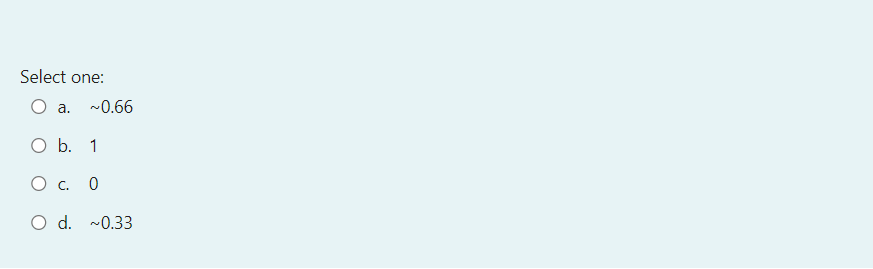 Select one:
a. ~0.66
b. 1
c. 0
d. ~0.33